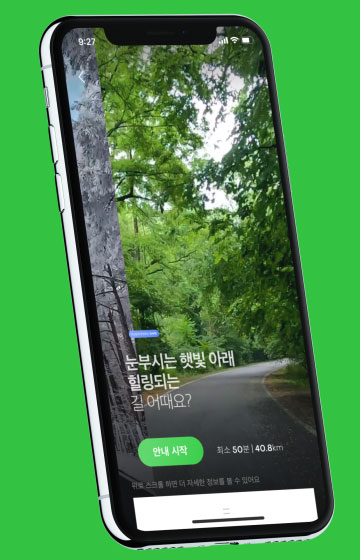 9:27
눈부시는 햇빛 아래
힐링되는
길 어때요?
안내 시작
최소 50분 | 40.8km
위로 스크롤 하면 더 자세한 정보를 볼 수 있어요